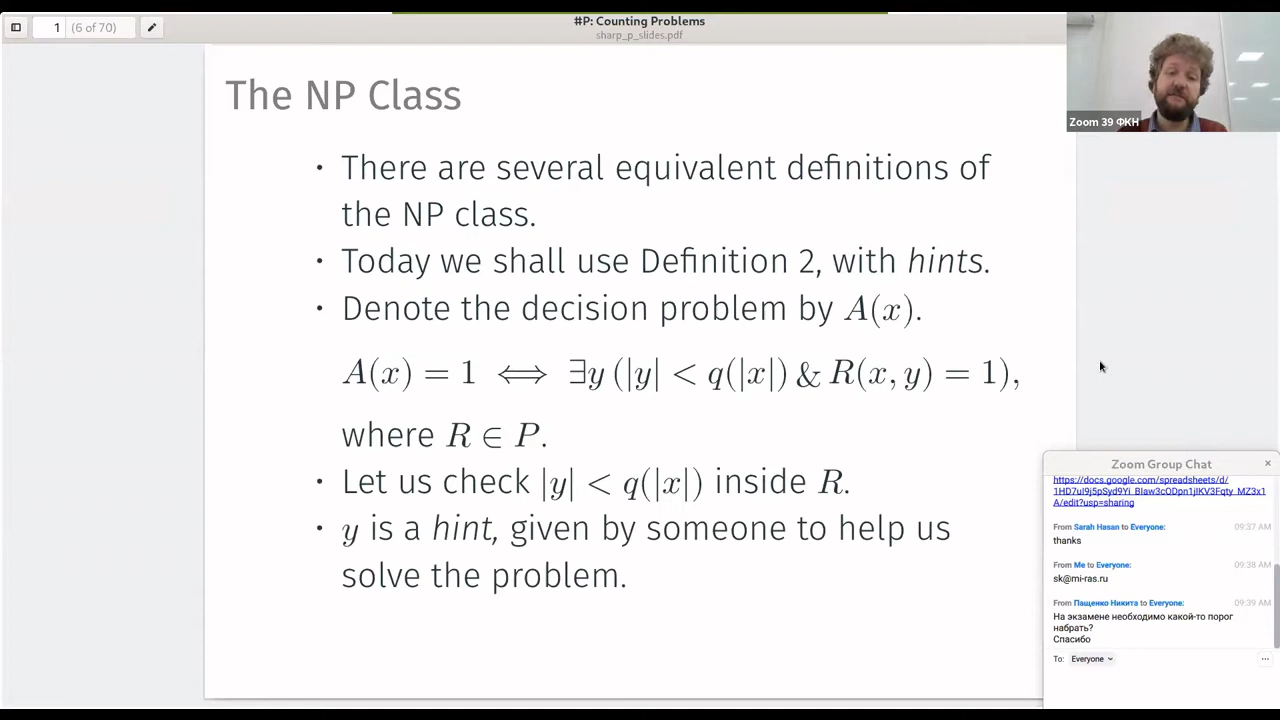 1
(6 of 70)
#P: Counting Problems
sharp_p_slides.pdf
The NP Class
• There are several equivalent definitions of
the NP class.
• Today we shall use Definition 2, with hints.
• Denote the decision problem by A(x).
A(x) = 1 ⟺ ∃y (|y| < q(|x|) & R(x, y) = 1),
where R ∈ P.
• Let us check |y| < q(|x|) inside R.
• y is a hint, given by someone to help us
solve the problem.
Zoom 39 ФКН
Zoom Group Chat
https://docs.google.com/spreadsheets/d/
From Sarah Hasan to Everyone: 09:37 AM
thanks
From Me to Everyone: 09:38 AM
sk@mi-ras.ru
From Пащенко Никита to Everyone: 09:39 AM
На экзамене необходимо какой-то порог
набрать?
Спасибо
To: Everyone